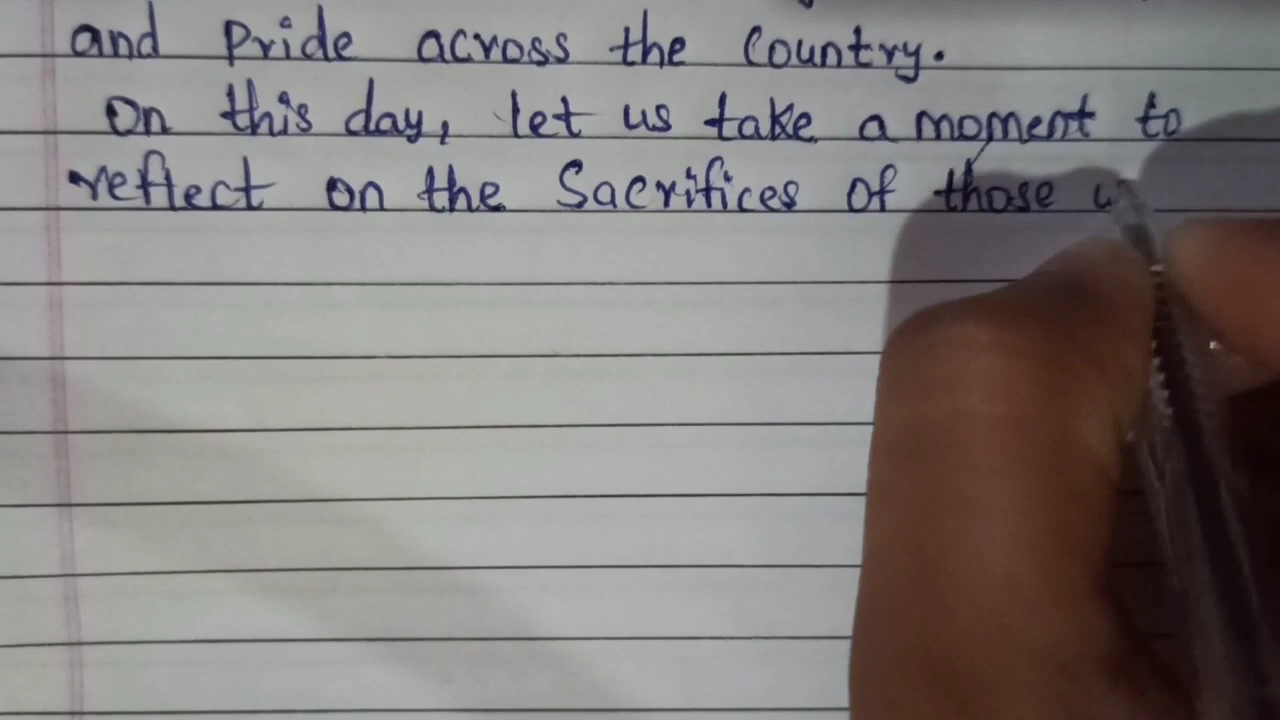 and Pride across the Country.
On this day, let us take a moment to
reflect on the Sacrifices of those